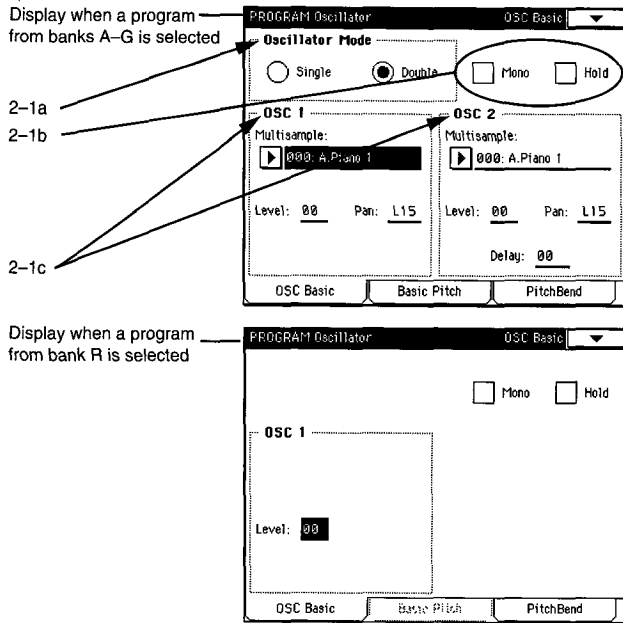 Display when a program
from banks A–G is selected
PROGRAM Oscillator OSC Basic
Oscillator Mode
Single Double Mono Hold
2–1a
2–1b
OSC 1 OSC 2
Multisample: Multisample:
000: A.Piano 1 000: A.Piano 1
Level: 00 Pan: L15 Level: 00 Pan: L15
2–1c
Delay: 00
OSC Basic Basic Pitch PitchBend
Display when a program
from bank R is selected
PROGRAM Oscillator OSC Basic
Mono Hold
OSC 1
Level: 00
OSC Basic Basic Pitch PitchBend